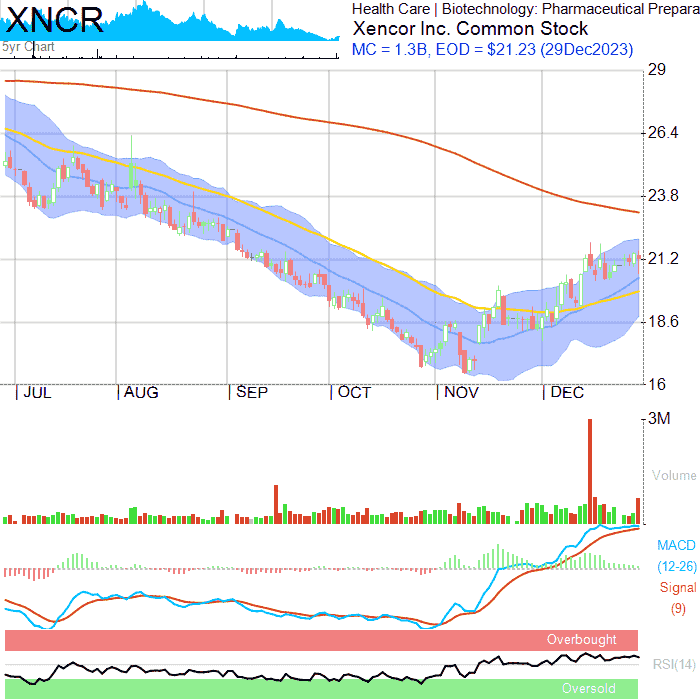 XNCR
5yr Chart
Health Care | Biotechnology: Pharmaceutical Prepara
Xencor Inc. Common Stock
MC = 1.3B, EOD = $21.23 (29Dec2023)
29
26.4
23.8
21.2
18.6
16
JUL AUG SEP OCT NOV DEC
3M
Volume
MACD
(12-26)
Signal
(9)
Overbought
RSI(14)
Oversold